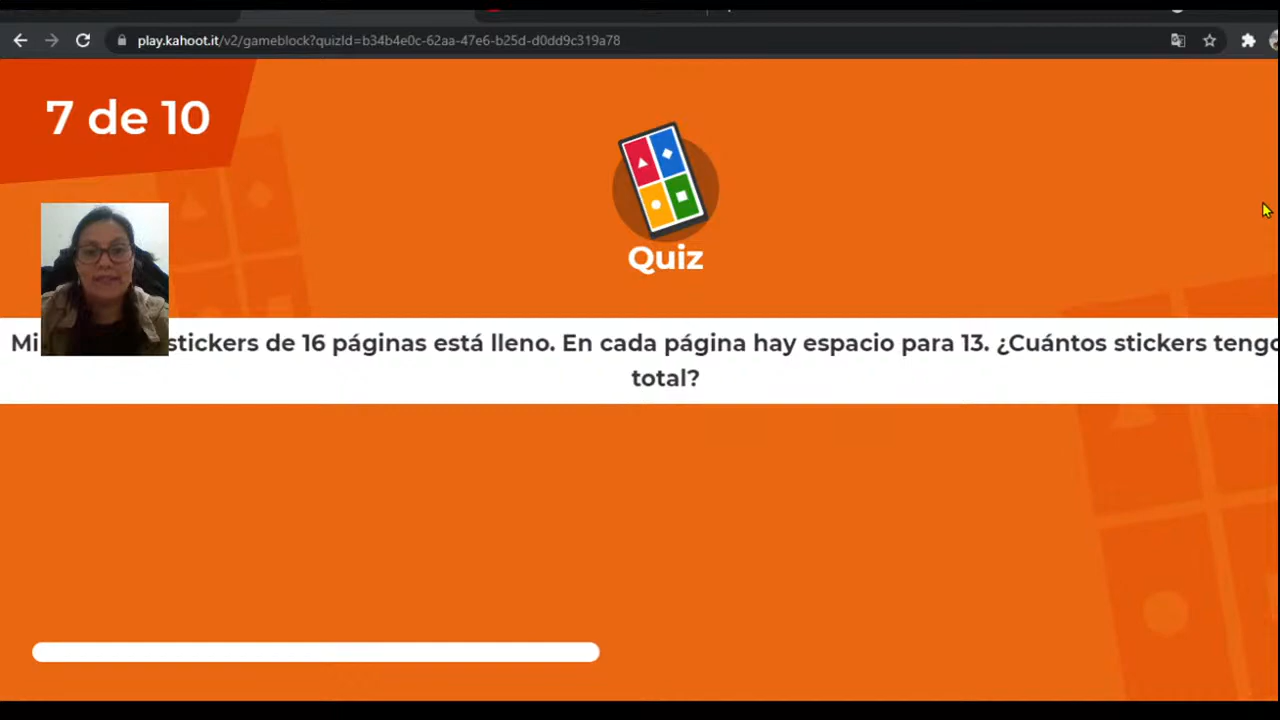 play.kahoot.it/v2/gameblock?quizId=b34b4e0c-62aa-47e6-b25d-d0dd9c319a78
7 de 10
Quiz
Mi stickers de 16 páginas está lleno. En cada página hay espacio para 13. ¿Cuántos stickers tengo
total?